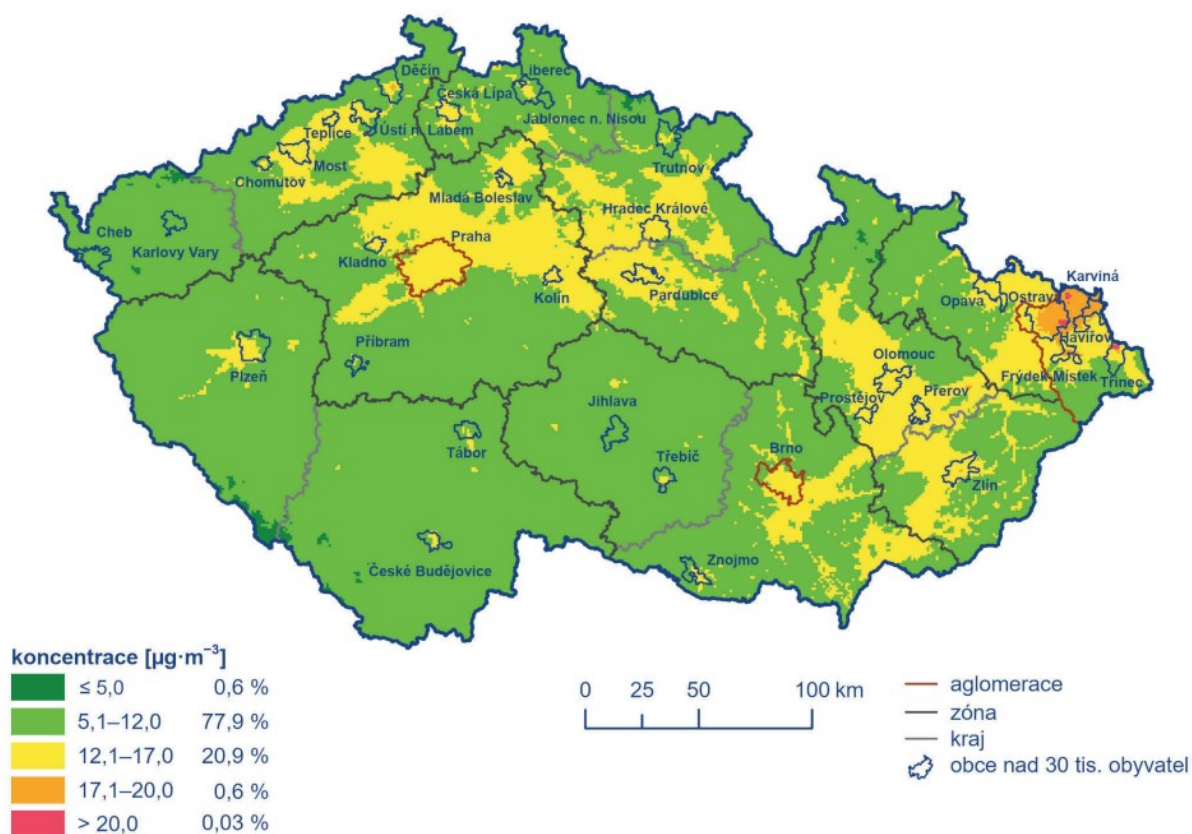 Děčín
Liberec
Česká Lípa
Jablonec n. Nisou
Teplice
Ústí n. Labem
Most
Chomutov
Trutnov
Mladá Boleslav
Hradec Králové
Cheb
Karlovy Vary
Praha
Kladno
Kolín
Pardubice
Karviná
Opava
Ostrava
Havířov
Příbram
Plzeň
Olomouc
Frýdek-Místek
Třinec
Prostějov
Přerov
Jihlava
Tábor
Třebíč
Brno
Zlín
České Budějovice
Znojmo
koncentrace [µg·m⁻³]
≤ 5,0 0,6 %
5,1–12,0 77,9 %
12,1–17,0 20,9 %
17,1–20,0 0,6 %
> 20,0 0,03 %
0 25 50 100 km
aglomerace
zóna
kraj
obce nad 30 tis. obyvatel